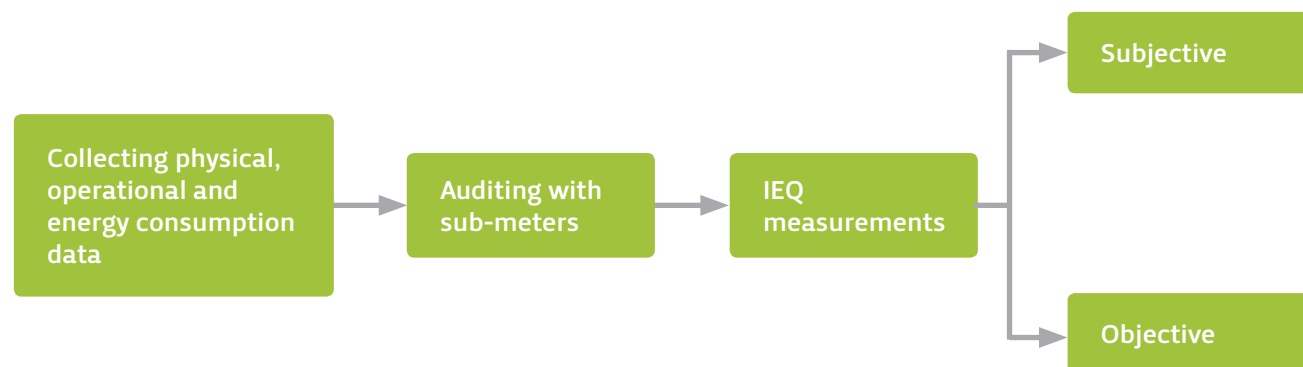 Collecting physical,
operational and
energy consumption
data
Auditing with
sub-meters
IEQ
measurements
Subjective
Objective